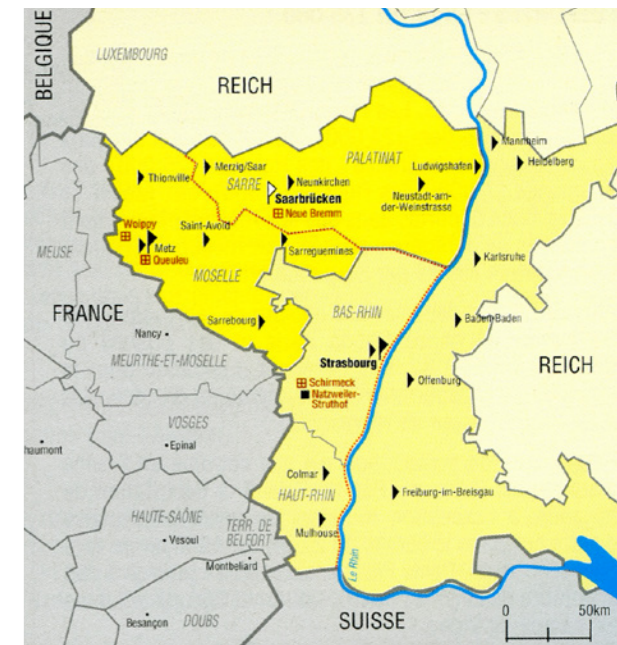 BELGIQUE
LUXEMBOURG
REICH
Mannheim
Heidelberg
PALATINAT
Ludwigshafen
Merzig/Saar
Thionville
SARRE
Neunkirchen
Saarbrücken
Neustadt-am-
der-Weinstrasse
Neue Bremm
Woippy
Saint-Avold
Metz
Queuleu
Sarreguemines
MEUSE
Karlsruhe
MOSELLE
FRANCE
BAS-RHIN
Sarrebourg
Baden-Baden
Nancy
MEURTHE-ET-MOSELLE
Strasbourg
REICH
Schirmeck
Natzweiler-
Struthof
Offenburg
VOSGES
Epinal
haumont
Colmar
HAUT-RHIN
Freiburg-im-Breisgau
HAUTE-SAÔNE
TERR. DE
BELFORT
Mulhouse
Vesoul
Montbeliard
Le Rhin
Besançon
DOUBS
SUISSE
0 50km